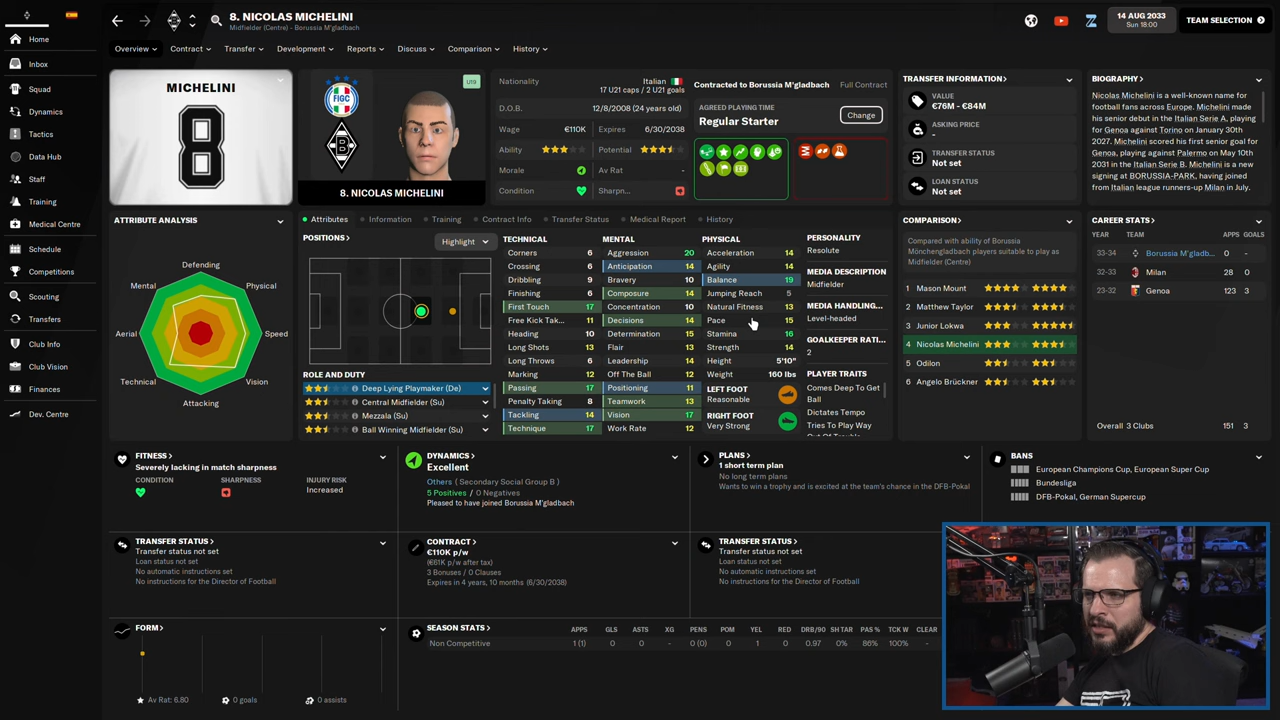 8. NICOLAS MICHELINI
Midfielder (Centre) - Borussia M'gladbach
14 AUG 2033
Sun 18:00
TEAM SELECTION
Home
Inbox
Squad
Dynamics
Tactics
Data Hub
Staff
Training
Medical Centre
Schedule
Competitions
Scouting
Transfers
Club Info
Club Vision
Finances
Dev. Centre
Overview
Contract
Transfer
Development
Reports
Discuss
Comparison
History
MICHELINI
8
FIGC
U19
8. NICOLAS MICHELINI
Nationality Italian
17 U21 caps / 2 U21 goals
D.O.B. 12/8/2008 (24 years old)
Wage €110K Expires 6/30/2038
Ability Potential
Morale Av Rat -
Condition Sharpn...
Contracted to Borussia M'gladbach Full Contract
AGREED PLAYING TIME
Regular Starter
Change
TRANSFER INFORMATION
VALUE
€76M - €84M
ASKING PRICE
-
TRANSFER STATUS
Not set
LOAN STATUS
Not set
BIOGRAPHY
Nicolas Michelini is a well-known name for
football fans across Europe. Michelini made
his senior debut in the Italian Serie A, playing
for Genoa against Torino on January 30th
2027. Michelini scored his first senior goal for
Genoa, playing against Palermo on May 10th
2031 in the Italian Serie B. Michelini is a new
signing at BORUSSIA-PARK, having joined
from Italian league runners-up Milan in July.
ATTRIBUTE ANALYSIS
Defending
Physical
Speed
Vision
Attacking
Technical
Aerial
Mental
Attributes
Information
Training
Contract Info
Transfer Status
Medical Report
History
POSITIONS
Highlight
ROLE AND DUTY
Deep Lying Playmaker (De)
Central Midfielder (Su)
Mezzala (Su)
Ball Winning Midfielder (Su)
TECHNICAL
Corners 6
Crossing 6
Dribbling 9
Finishing 6
First Touch 17
Free Kick Tak... 11
Heading 10
Long Shots 13
Long Throws 6
Marking 12
Passing 17
Penalty Taking 8
Tackling 14
Technique 17
MENTAL
Aggression 20
Anticipation 14
Bravery 10
Composure 14
Concentration 13
Decisions 14
Determination 15
Flair 13
Leadership 14
Off The Ball 12
Positioning 11
Teamwork 13
Vision 17
Work Rate 12
PHYSICAL
Acceleration 14
Agility 14
Balance 19
Jumping Reach 5
Natural Fitness 13
Pace 15
Stamina 16
Strength 14
Height 5'10"
Weight 160 lbs
LEFT FOOT
Reasonable
RIGHT FOOT
Very Strong
PERSONALITY
Resolute
MEDIA DESCRIPTION
Midfielder
MEDIA HANDLING...
Level-headed
GOALKEEPER RATI...
2
PLAYER TRAITS
Comes Deep To Get
Ball
Dictates Tempo
Tries To Play Way
Out Of Trouble
COMPARISON
Compared with ability of Borussia
Mönchengladbach players suitable to play as
Midfielder (Centre)
1 Mason Mount
2 Matthew Taylor
3 Junior Lokwa
4 Nicolas Michelini
5 Odilon
6 Angelo Brückner
CAREER STATS
YEAR TEAM APPS GOALS
33-34 Borussia M'gladb... 0 -
32-33 Milan 28 0
23-32 Genoa 123 3
Overall 3 Clubs 151 3
FITNESS
Severely lacking in match sharpness
CONDITION SHARPNESS INJURY RISK
Increased
DYNAMICS
Excellent
Others ( Secondary Social Group B )
5 Positives / 0 Negatives
Pleased to have joined Borussia M'gladbach
PLANS
1 short term plan
No long term plans
Wants to win a trophy and is excited at the team's chance in the DFB-Pokal
BANS
European Champions Cup, European Super Cup
Bundesliga
DFB-Pokal, German Supercup
TRANSFER STATUS
Transfer status not set
Loan status not set
No automatic instructions set
No instructions for the Director of Football
CONTRACT
€110K p/w
(€61K p/w after tax)
3 Bonuses / 0 Clauses
Expires in 4 years, 10 months (6/30/2038)
TRANSFER STATUS
Transfer status not set
Loan status not set
No automatic instructions set
No instructions for the Director of Football
FORM
Av Rat: 6.80
0 goals
0 assists
SEASON STATS
APPS GLS ASTS XG PENS POM YEL RED DRB/90 SH TAR PAS % TCK W CLEAR
Non Competitive 1 (1) 0 0 - 0 (0) 0 1 0 0.97 0% 86% 100% -